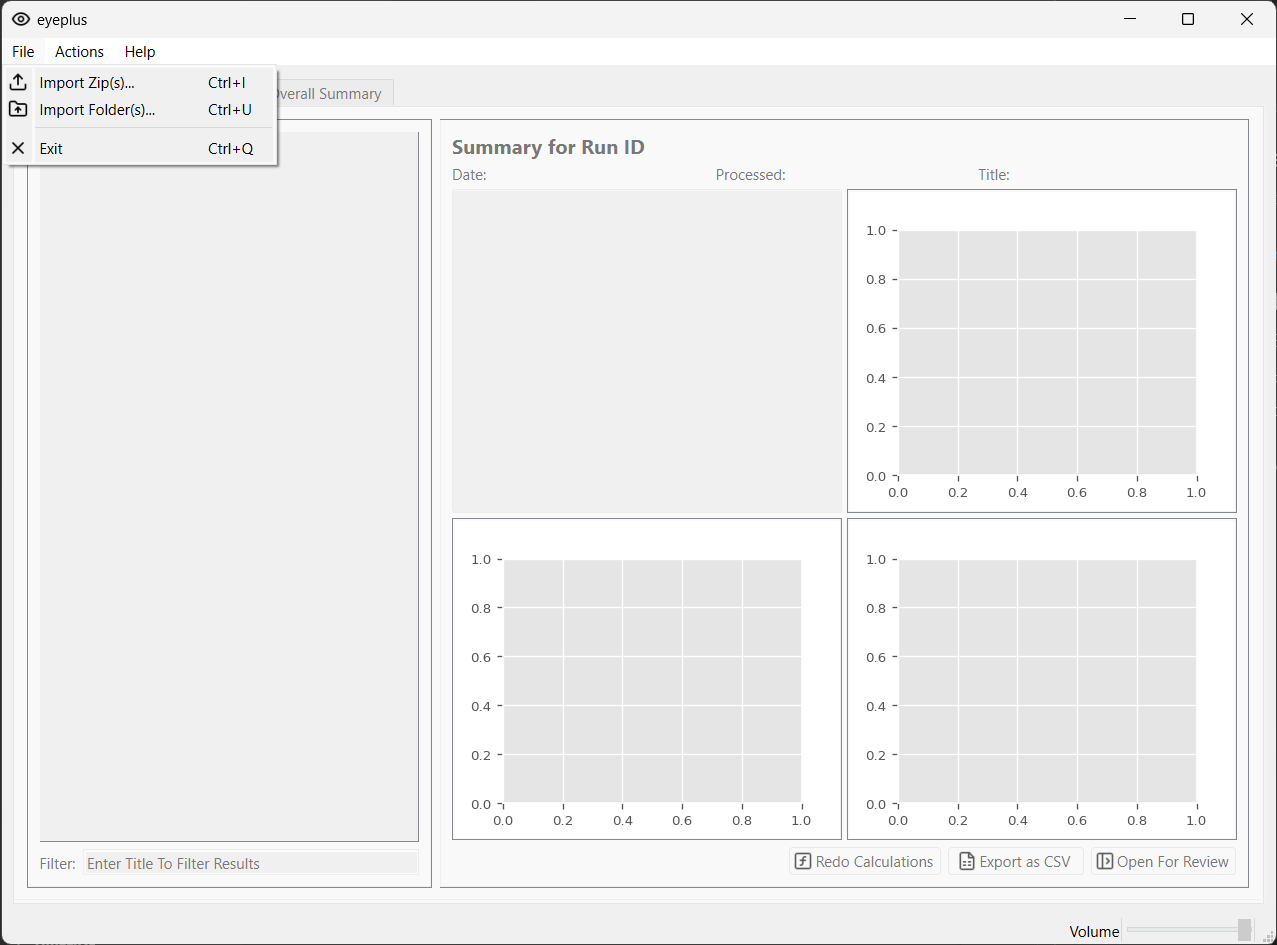 eyeplus
File Actions Help
Import Zip(s)... Ctrl+I
Import Folder(s)... Ctrl+U
Exit Ctrl+Q
Overall Summary
Filter: Enter Title To Filter Results
Summary for Run ID
Date: Processed: Title:
1.0
0.8
0.6
0.4
0.2
0.0
0.0 0.2 0.4 0.6 0.8 1.0
1.0
0.8
0.6
0.4
0.2
0.0
0.0 0.2 0.4 0.6 0.8 1.0
1.0
0.8
0.6
0.4
0.2
0.0
0.0 0.2 0.4 0.6 0.8 1.0
Redo Calculations Export as CSV Open For Review
Volume